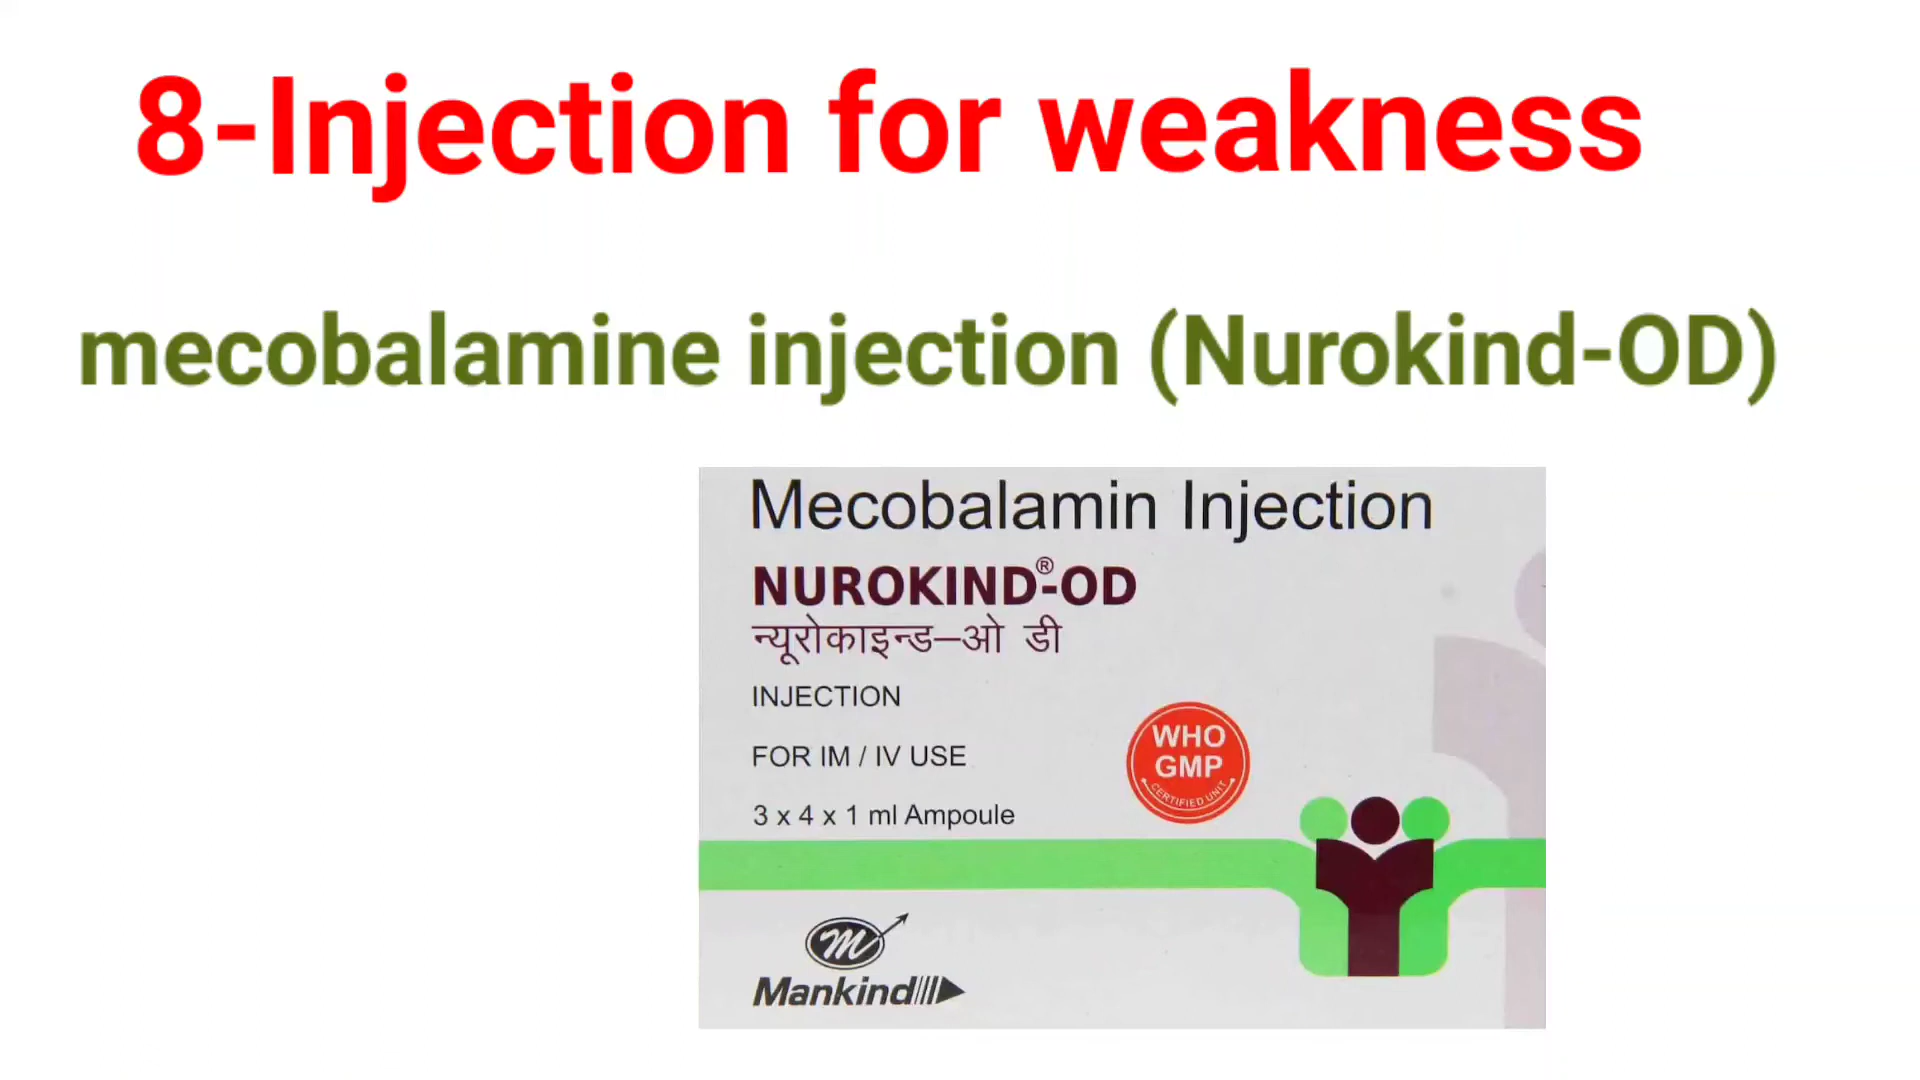 8-Injection for weakness
mecobalamine injection (Nurokind-OD)
Mecobalamin Injection
NUROKIND®-OD
न्यूरोकाइन्ड–ओ डी
INJECTION
FOR IM / IV USE
WHO
GMP
CERTIFIED UNIT
3 x 4 x 1 ml Ampoule
m
Mankind